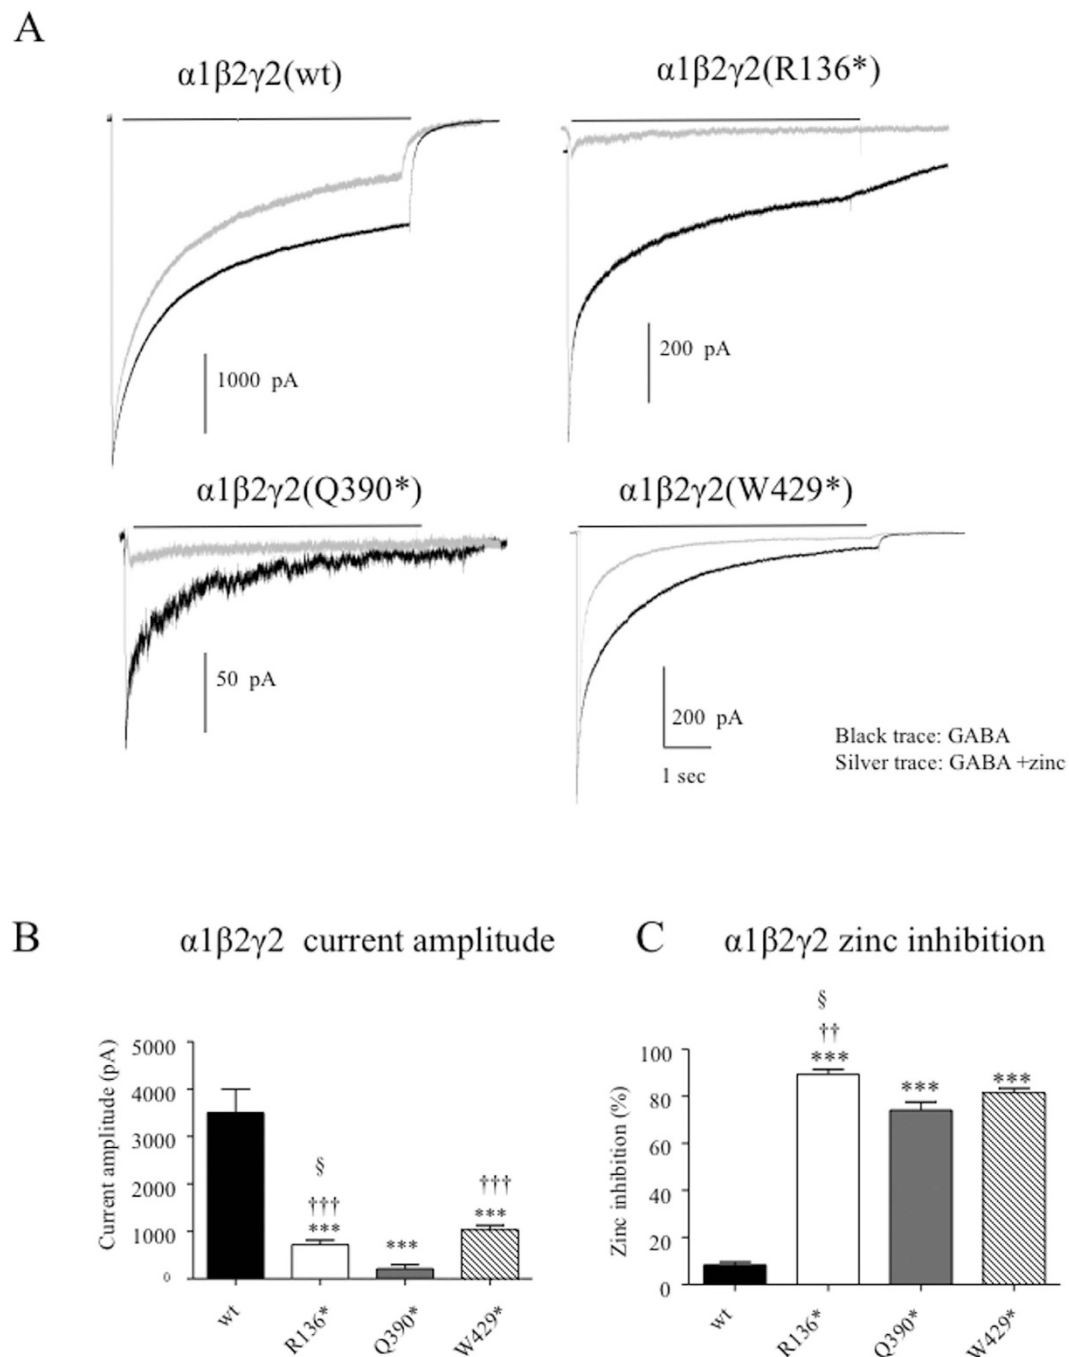 A
α1β2γ2(wt)
α1β2γ2(R136*)
1000 pA
200 pA
α1β2γ2(Q390*)
α1β2γ2(W429*)
50 pA
200 pA
1 sec
Black trace: GABA
Silver trace: GABA +zinc
B
α1β2γ2 current amplitude
Current amplitude (pA)
5000
4000
3000
2000
1000
0
§
†††
***
***
†††
***
wt
R136*
Q390*
W429*
C
α1β2γ2 zinc inhibition
Zinc inhibition (%)
100
80
60
40
20
0
§
††
***
***
***
wt
R136*
Q390*
W429*